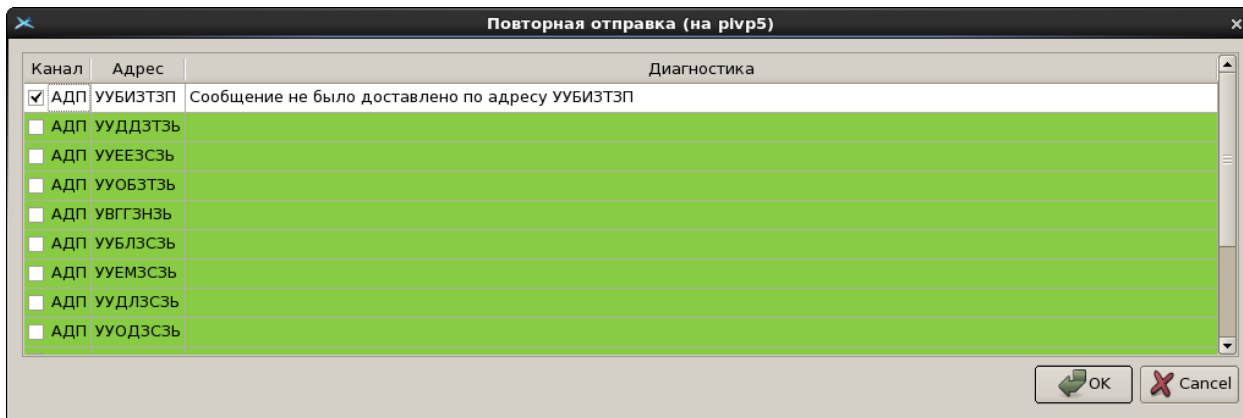 Повторная отправка (на pivp5)
Канал Адрес Диагностика
АДП УУБИЗТЗП Сообщение не было доставлено по адресу УУБИЗТЗП
АДП УУДДЗТЗЬ
АДП УУЕЕЗСЗЬ
АДП УУОБЗТЗЬ
АДП УВГГЗНЗЬ
АДП УУБЛЗСЗЬ
АДП УУЕМЗСЗЬ
АДП УУДЛЗСЗЬ
АДП УУОДЗСЗЬ
OK Cancel